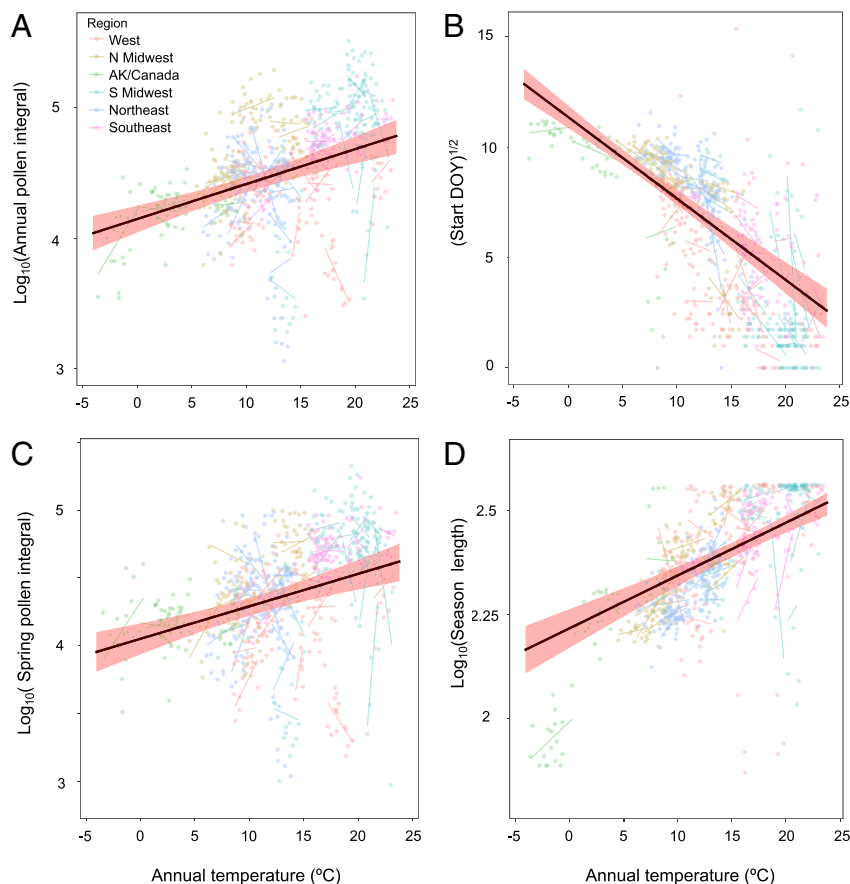 A
Region
West
N Midwest
AK/Canada
S Midwest
Northeast
Southeast
Log₁₀(Annual pollen integral)
5
4
3
-5 0 5 10 15 20 25
B
(Start DOY)¹/²
15
10
5
0
-5 0 5 10 15 20 25
C
Log₁₀( Spring pollen integral)
5
4
3
-5 0 5 10 15 20 25
Annual temperature (ºC)
D
Log₁₀(Season length)
2.5
2.25
2
-5 0 5 10 15 20 25
Annual temperature (ºC)